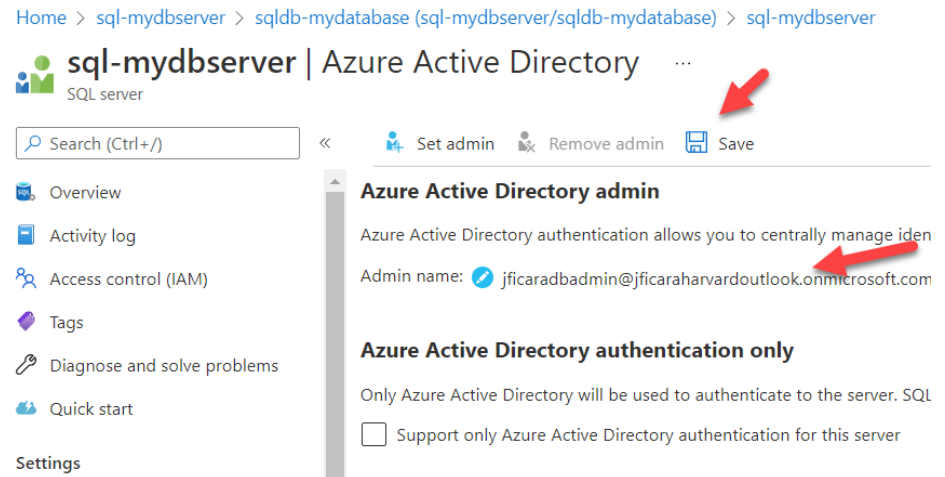 Home > sql-mydbserver > sqldb-mydatabase (sql-mydbserver/sqldb-mydatabase) > sql-mydbserver
sql-mydbserver | Azure Active Directory ...
SQL server
Search (Ctrl+/) «
Set admin Remove admin Save
Overview
Activity log
Access control (IAM)
Tags
Diagnose and solve problems
Quick start
Settings
Azure Active Directory admin
Azure Active Directory authentication allows you to centrally manage iden
Admin name: jficaradbadmin@jficaraharvardoutlook.onmicrosoft.com
Azure Active Directory authentication only
Only Azure Active Directory will be used to authenticate to the server. SQL
Support only Azure Active Directory authentication for this server